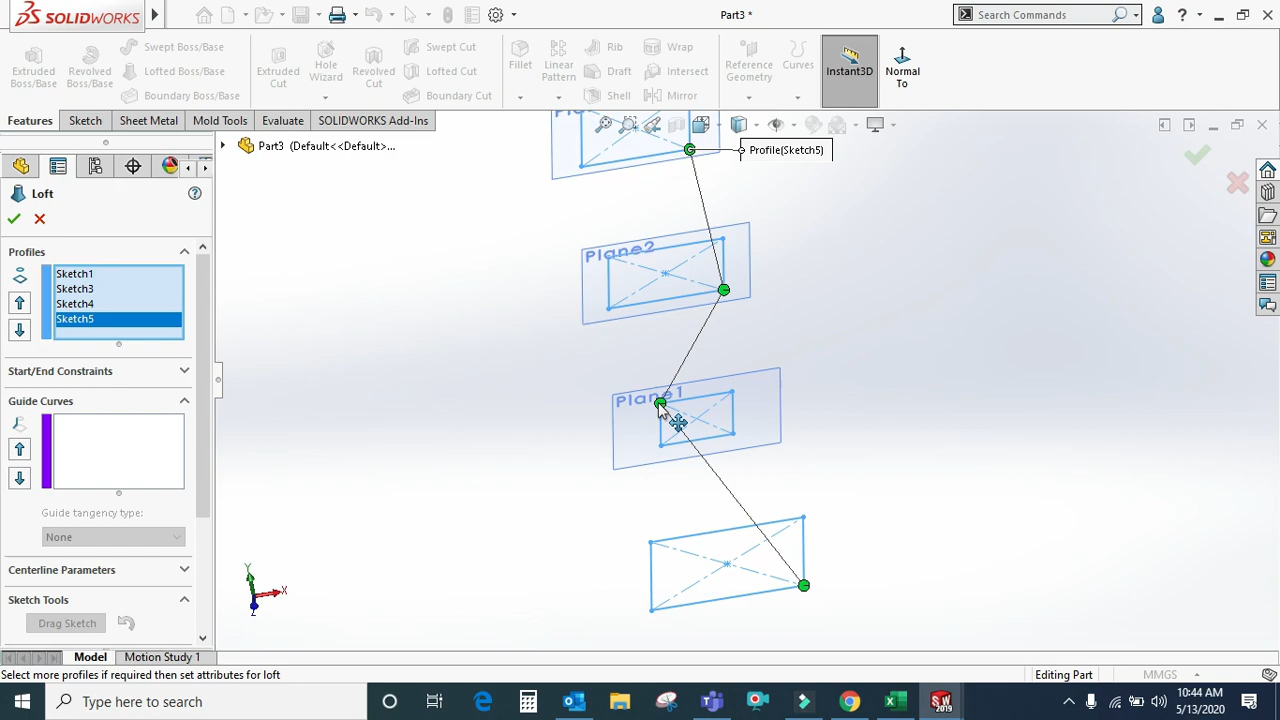 SOLIDWORKS
Part3 *
Search Commands
Extruded Boss/Base
Revolved Boss/Base
Swept Boss/Base
Lofted Boss/Base
Boundary Boss/Base
Extruded Cut
Hole Wizard
Revolved Cut
Swept Cut
Lofted Cut
Boundary Cut
Fillet
Linear Pattern
Rib
Draft
Shell
Wrap
Intersect
Mirror
Reference Geometry
Curves
Instant3D
Normal To
Features
Sketch
Sheet Metal
Mold Tools
Evaluate
SOLIDWORKS Add-Ins
Part3 (Default<<Default>...
Profile(Sketch5)
Loft
Profiles
Sketch1
Sketch3
Sketch4
Sketch5
Start/End Constraints
Guide Curves
Guide tangency type:
None
Centerline Parameters
Sketch Tools
Drag Sketch
Plane2
Plane1
Y
X
Z
Model
Motion Study 1
Select more profiles if required then set attributes for loft
Editing Part
MMGS
Type here to search
10:44 AM
5/13/2020